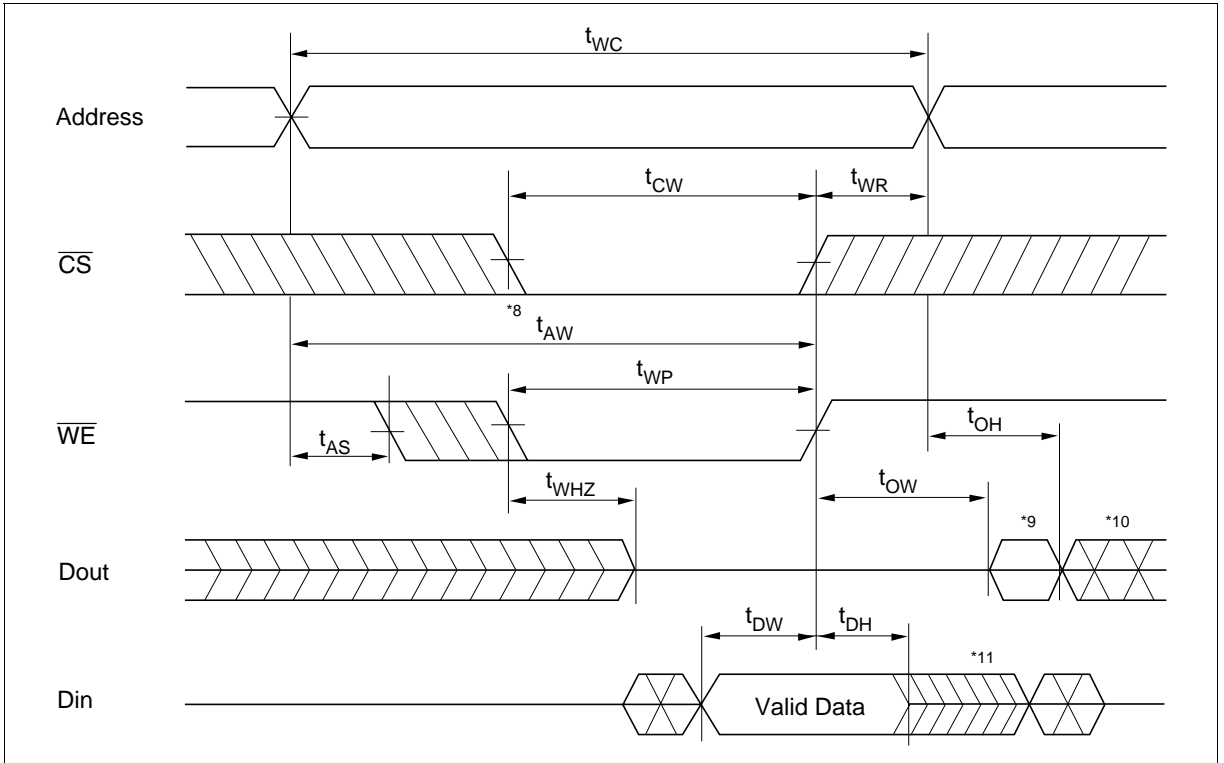 tWC
Address
tCW
tWR
CS
*8
tAW
tWP
WE
tAS
tOH
tWHZ
tOW
*9
*10
Dout
tDW
tDH
*11
Din
Valid Data